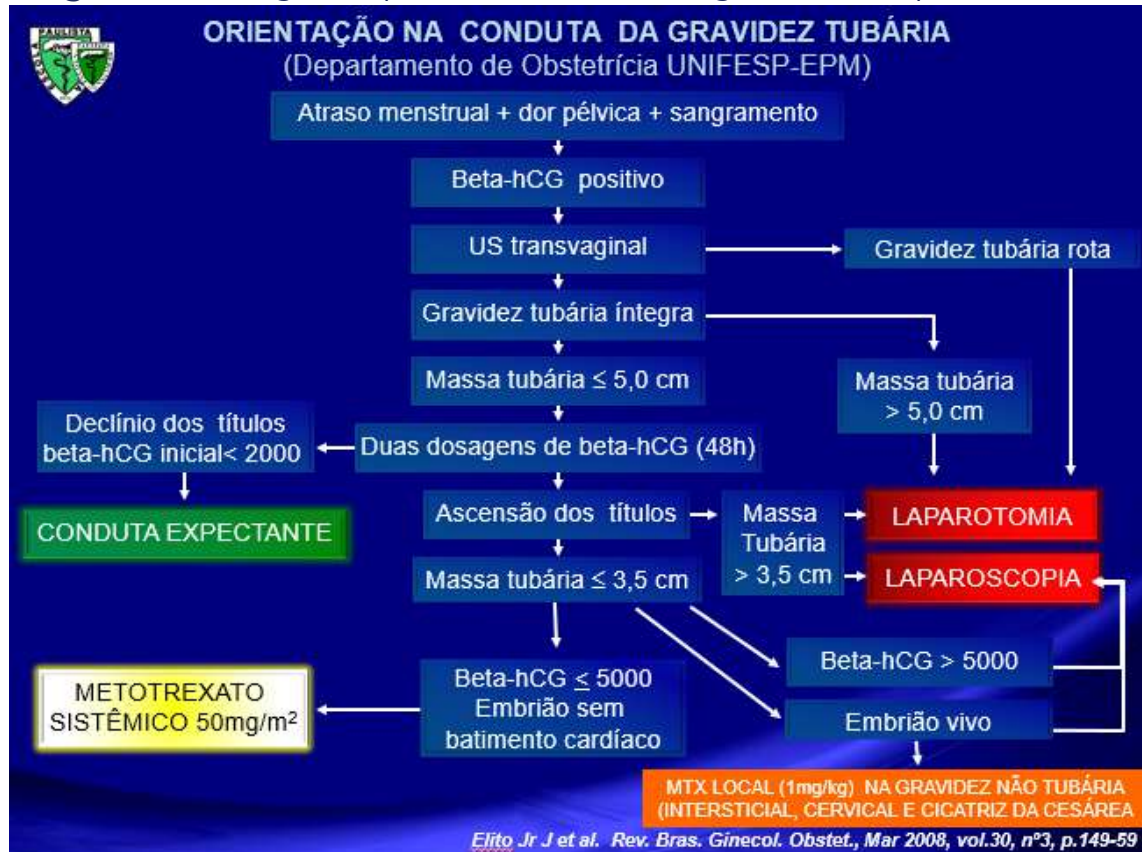 PAULISTA
ORIENTAÇÃO NA CONDUTA DA GRAVIDEZ TUBÁRIA
(Departamento de Obstetrícia UNIFESP-EPM)
Atraso menstrual + dor pélvica + sangramento
Beta-hCG positivo
US transvaginal
Gravidez tubária rota
Gravidez tubária íntegra
Massa tubária ≤ 5,0 cm
Massa tubária
> 5,0 cm
Declínio dos títulos
beta-hCG inicial< 2000
Duas dosagens de beta-hCG (48h)
CONDUTA EXPECTANTE
Ascensão dos títulos
Massa
Tubária
> 3,5 cm
LAPAROTOMIA
LAPAROSCOPIA
Massa tubária ≤ 3,5 cm
Beta-hCG > 5000
Embrião vivo
Beta-hCG ≤ 5000
Embrião sem
batimento cardíaco
METOTREXATO
SISTÊMICO 50mg/m²
MTX LOCAL (1mg/kg) NA GRAVIDEZ NÃO TUBÁRIA
(INTERSTICIAL, CERVICAL E CICATRIZ DA CESÁREA
Elito Jr J et al. Rev. Bras. Ginecol. Obstet., Mar 2008, vol.30, nº3, p.149-59